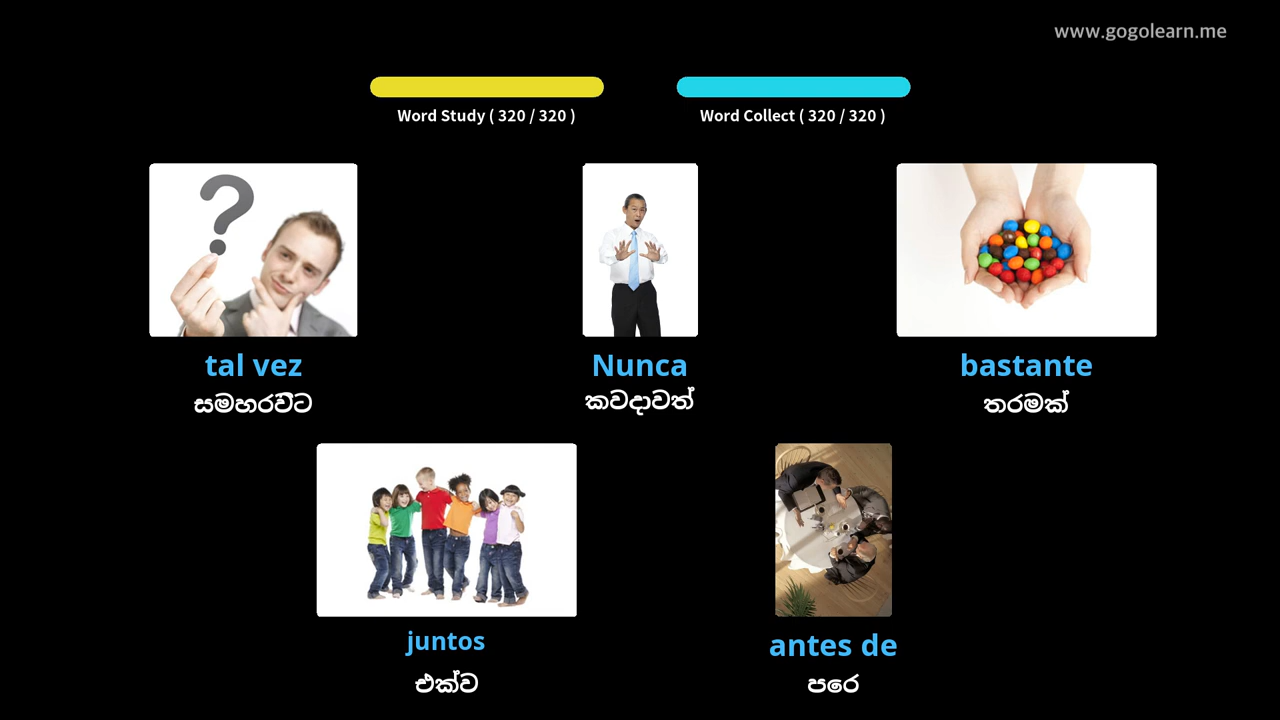 www.gogolearn.me
Word Study ( 320 / 320 )
Word Collect ( 320 / 320 )
tal vez
සමහරවිට
Nunca
කවදාවත්
bastante
තරමක්
juntos
එක්ව
antes de
පරෙ